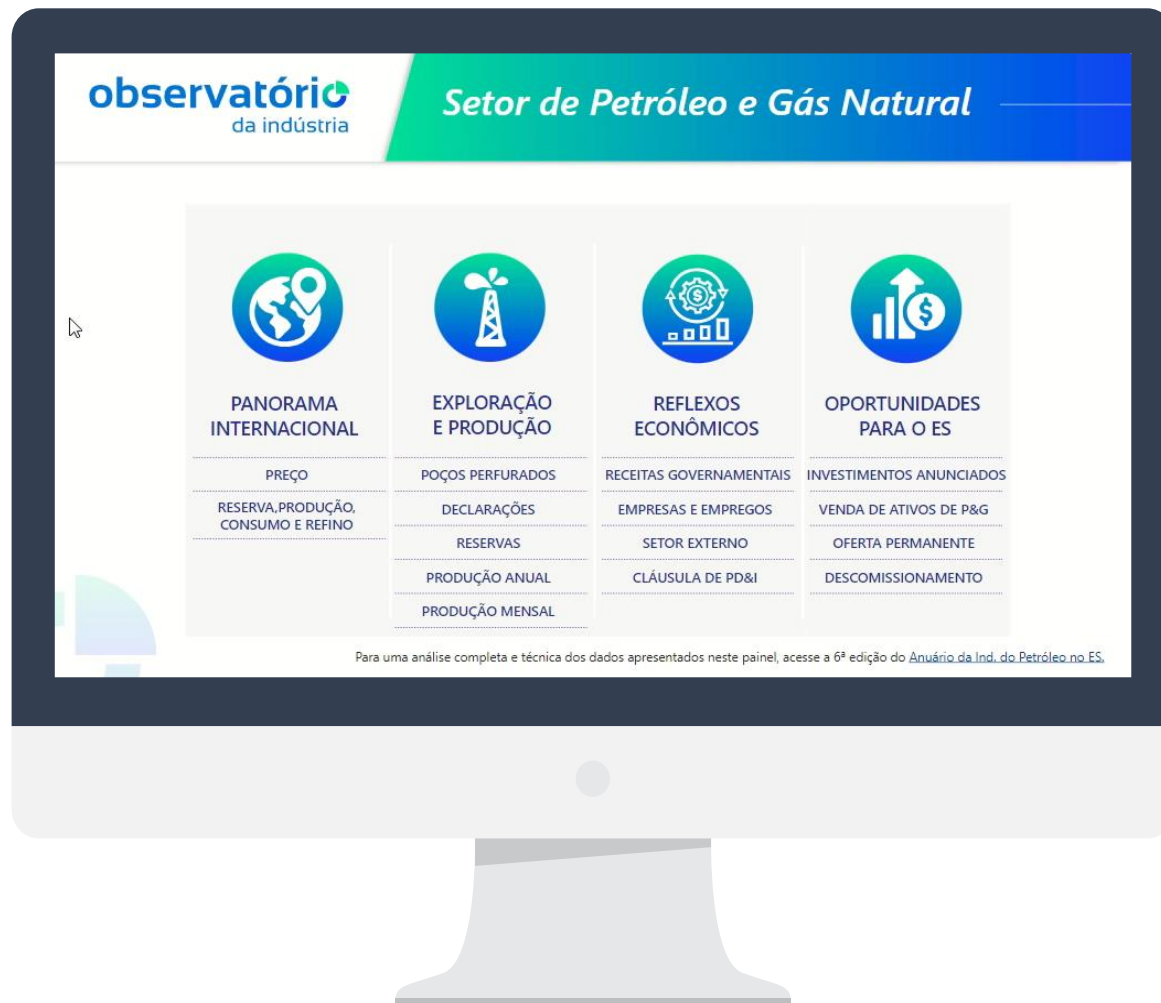 observatório
da indústria
Setor de Petróleo e Gás Natural
PANORAMA
INTERNACIONAL
PREÇO
RESERVA,PRODUÇÃO,
CONSUMO E REFINO
EXPLORAÇÃO
E PRODUÇÃO
POÇOS PERFURADOS
DECLARAÇÕES
RESERVAS
PRODUÇÃO ANUAL
PRODUÇÃO MENSAL
REFLEXOS
ECONÔMICOS
RECEITAS GOVERNAMENTAIS
EMPRESAS E EMPREGOS
SETOR EXTERNO
CLÁUSULA DE PD&I
OPORTUNIDADES
PARA O ES
INVESTIMENTOS ANUNCIADOS
VENDA DE ATIVOS DE P&G
OFERTA PERMANENTE
DESCOMISSIONAMENTO
Para uma análise completa e técnica dos dados apresentados neste painel, acesse a 6ª edição do Anuário da Ind. do Petróleo no ES.